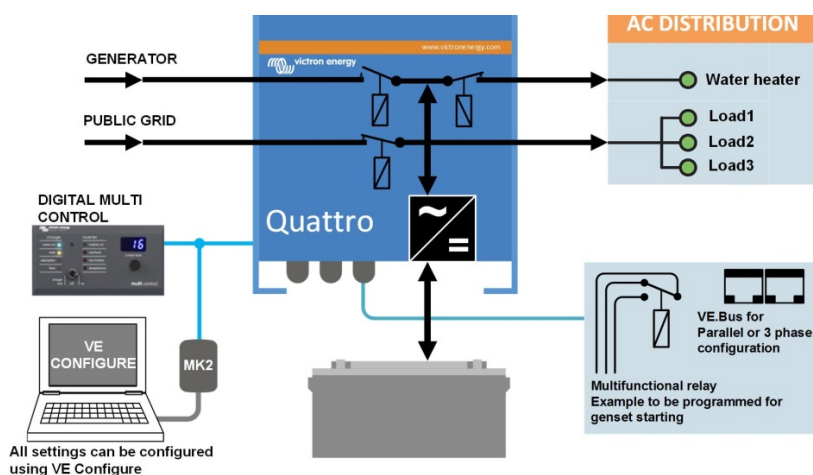 AC DISTRIBUTION
www.victronenergy.com
GENERATOR
victron energy
Water heater
PUBLIC GRID
Load1
Load2
Load3
DIGITAL MULTI
CONTROL
Quattro
16
multi control
VE
CONFIGURE
MK2
VE.Bus for
Parallel or 3 phase
configuration
Multifunctional relay
Example to be programmed for
genset starting
All settings can be configured
using VE Configure